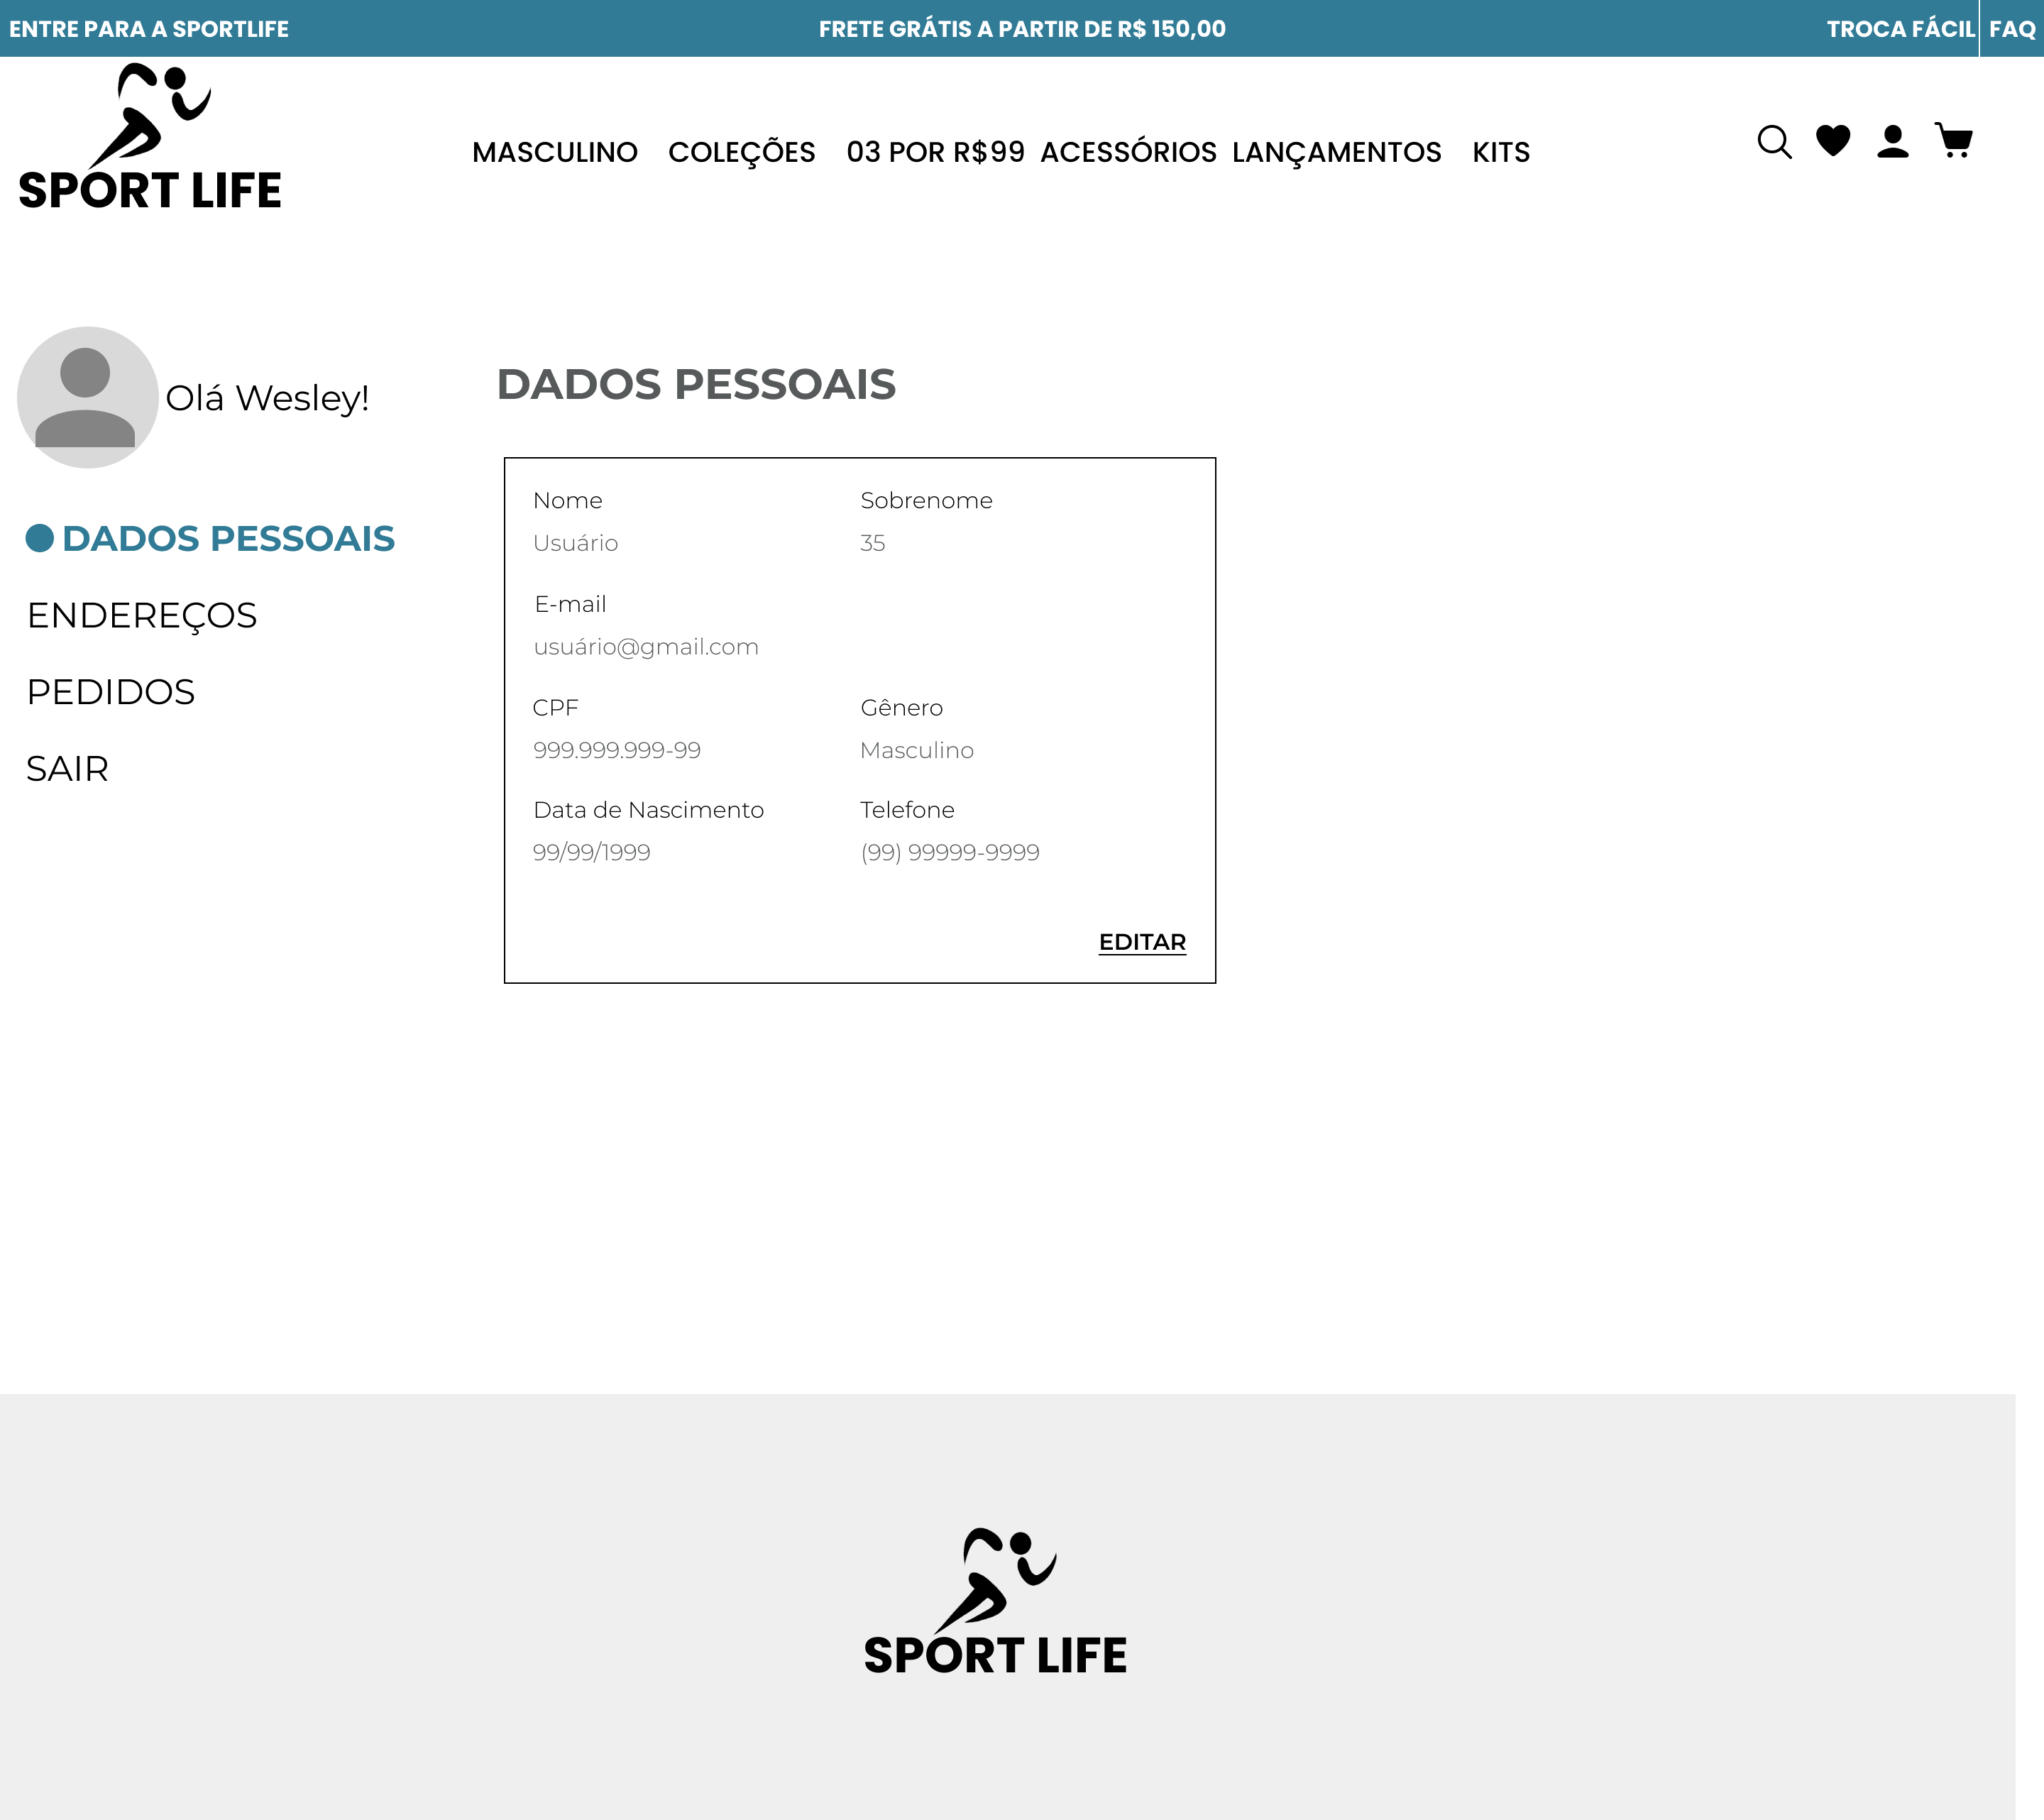 ENTRE PARA A SPORTLIFE
FRETE GRÁTIS A PARTIR DE R$ 150,00
TROCA FÁCIL
FAQ
SPORT LIFE
MASCULINO COLEÇÕES 03 POR R$99 ACESSÓRIOS LANÇAMENTOS KITS
Olá Wesley!
DADOS PESSOAIS
ENDEREÇOS
PEDIDOS
SAIR
DADOS PESSOAIS
Nome
Usuário
Sobrenome
35
E-mail
usuário@gmail.com
CPF
999.999.999-99
Gênero
Masculino
Data de Nascimento
99/99/1999
Telefone
(99) 99999-9999
EDITAR
SPORT LIFE